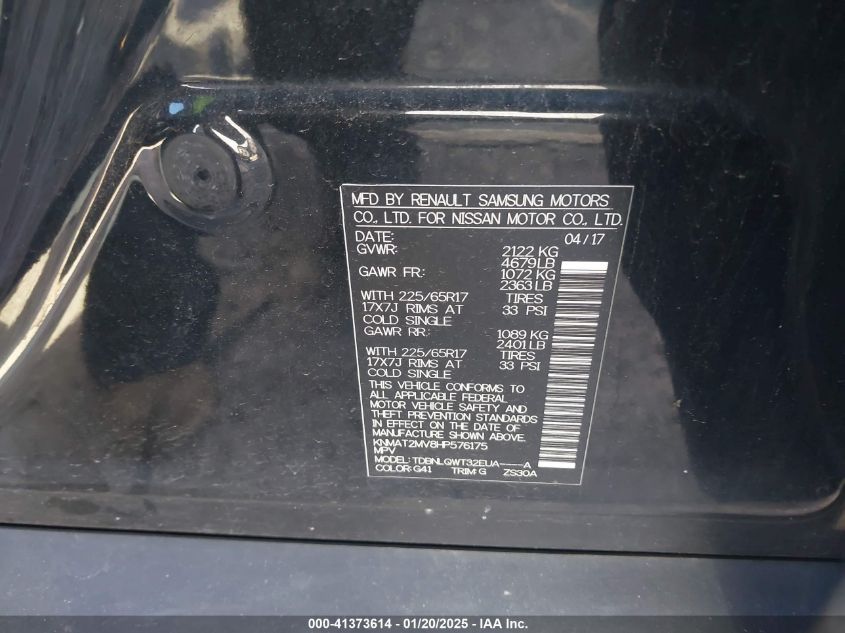 MFD BY RENAULT SAMSUNG MOTORS
CO., LTD. FOR NISSAN MOTOR CO., LTD.
DATE: 04/17
GVWR: 2122 KG
4679LB
GAWR FR: 1072 KG
2363LB
WITH 225/65R17 TIRES
17X7J RIMS AT 33 PSI
COLD SINGLE
GAWR RR: 1089 KG
2401LB
WITH 225/65R17 TIRES
17X7J RIMS AT 33 PSI
COLD SINGLE
THIS VEHICLE CONFORMS TO
ALL APPLICABLE FEDERAL
MOTOR VEHICLE SAFETY AND
THEFT PREVENTION STANDARDS
IN EFFECT ON THE DATE OF
MANUFACTURE SHOWN ABOVE.
KNMAT2MV8HP576175
MPV
MODEL: TDBNLQWT32EUA----A
COLOR: G41 TRIM: G ZS30A
000-41373614 / 01/20/2025 - IAA Inc.